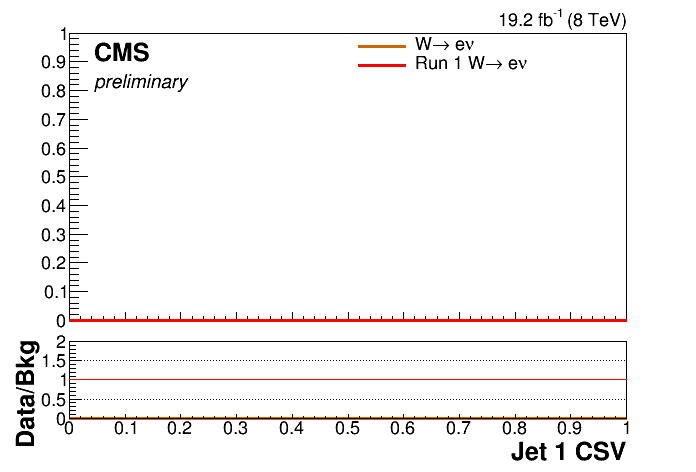 19.2 fb⁻¹ (8 TeV)
CMS
preliminary
W→ eν
Run 1 W→ eν
1
0.9
0.8
0.7
0.6
0.5
0.4
0.3
0.2
0.1
0
Data/Bkg
2
1.5
1
0.5
0
0 0.1 0.2 0.3 0.4 0.5 0.6 0.7 0.8 0.9 1
Jet 1 CSV